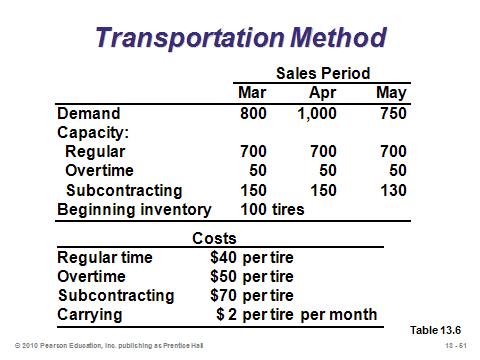 Transportation Method
Sales Period
Mar Apr May
Demand 800 1,000 750
Capacity:
Regular 700 700 700
Overtime 50 50 50
Subcontracting 150 150 130
Beginning inventory 100 tires
Costs
Regular time $40 per tire
Overtime $50 per tire
Subcontracting $70 per tire
Carrying $ 2 per tire per month
Table 13.6
© 2010 Pearson Education, Inc. publishing as Prentice Hall 13 - 51